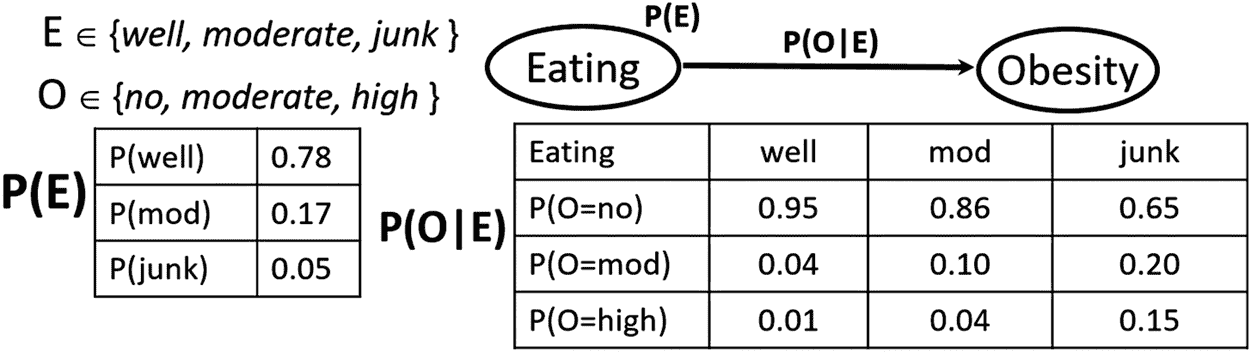 E ∈ {well, moderate, junk }
O ∈ {no, moderate, high }
P(E)
Eating
P(O|E)
Obesity
P(E)
P(well) 0.78
P(mod) 0.17
P(junk) 0.05
P(O|E)
Eating well mod junk
P(O=no) 0.95 0.86 0.65
P(O=mod) 0.04 0.10 0.20
P(O=high) 0.01 0.04 0.15